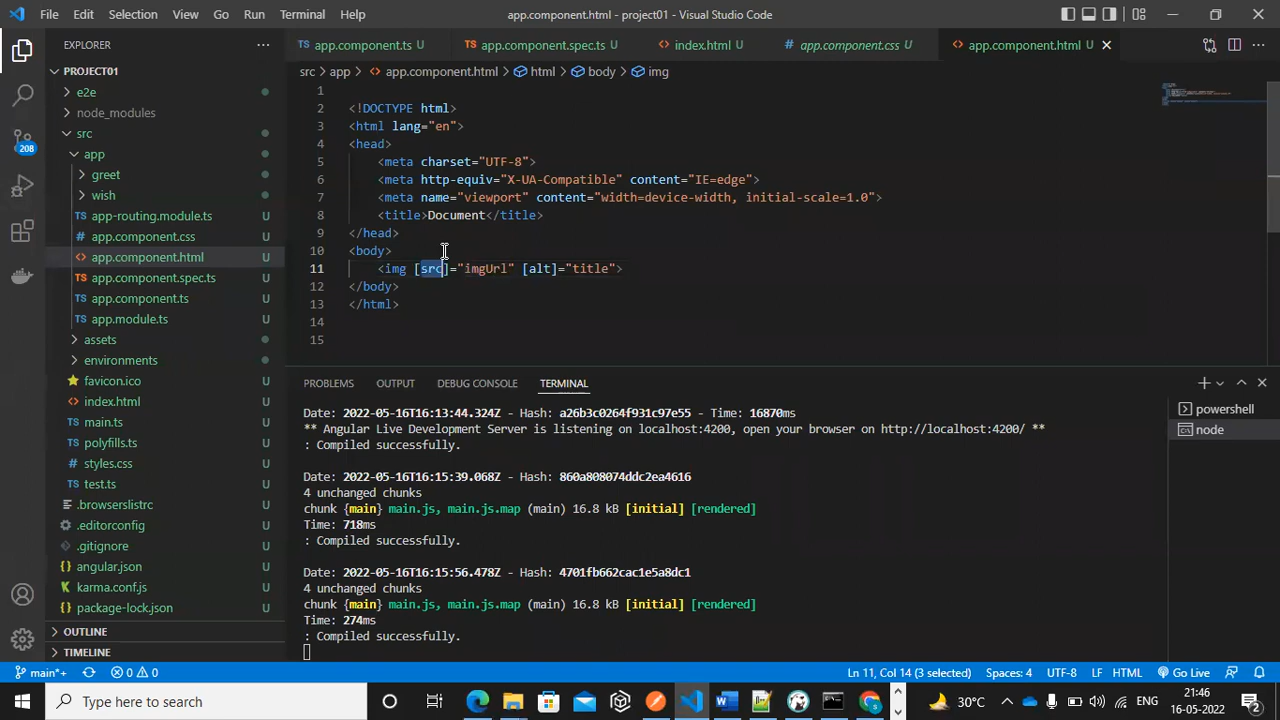 File Edit Selection View Go Run Terminal Help
app.component.html - project01 - Visual Studio Code
EXPLORER
app.component.ts U
app.component.spec.ts U
index.html U
app.component.css U
app.component.html U
src > app > app.component.html > html > body > img
PROJECT01
e2e
node_modules
src
app
greet
wish
app-routing.module.ts U
app.component.css U
app.component.html U
app.component.spec.ts U
app.component.ts U
app.module.ts U
assets
environments
favicon.ico U
index.html U
main.ts U
polyfills.ts U
styles.css U
test.ts U
.browserslistrc U
.editorconfig U
.gitignore U
angular.json U
karma.conf.js U
package-lock.json U
OUTLINE
TIMELINE
208
1
2 <!DOCTYPE html>
3 <html lang="en">
4 <head>
5 <meta charset="UTF-8">
6 <meta http-equiv="X-UA-Compatible" content="IE=edge">
7 <meta name="viewport" content="width=device-width, initial-scale=1.0">
8 <title>Document</title>
9 </head>
10 <body>
11 <img [src]="imgUrl" [alt]="title">
12 </body>
13 </html>
14
15
PROBLEMS OUTPUT DEBUG CONSOLE TERMINAL
Date: 2022-05-16T16:13:44.324Z - Hash: a26b3c0264f931c97e55 - Time: 16870ms
** Angular Live Development Server is listening on localhost:4200, open your browser on http://localhost:4200/ **
: Compiled successfully.
Date: 2022-05-16T16:15:39.068Z - Hash: 860a808074ddc2ea4616
4 unchanged chunks
chunk {main} main.js, main.js.map (main) 16.8 kB [initial] [rendered]
Time: 718ms
: Compiled successfully.
Date: 2022-05-16T16:15:56.478Z - Hash: 4701fb662cac1e5a8dc1
4 unchanged chunks
chunk {main} main.js, main.js.map (main) 16.8 kB [initial] [rendered]
Time: 274ms
: Compiled successfully.
powershell
node
main*+ 0 0
Ln 11, Col 14 (3 selected) Spaces: 4 UTF-8 LF HTML Go Live
Type here to search
30°C
ENG
21:46
16-05-2022
2